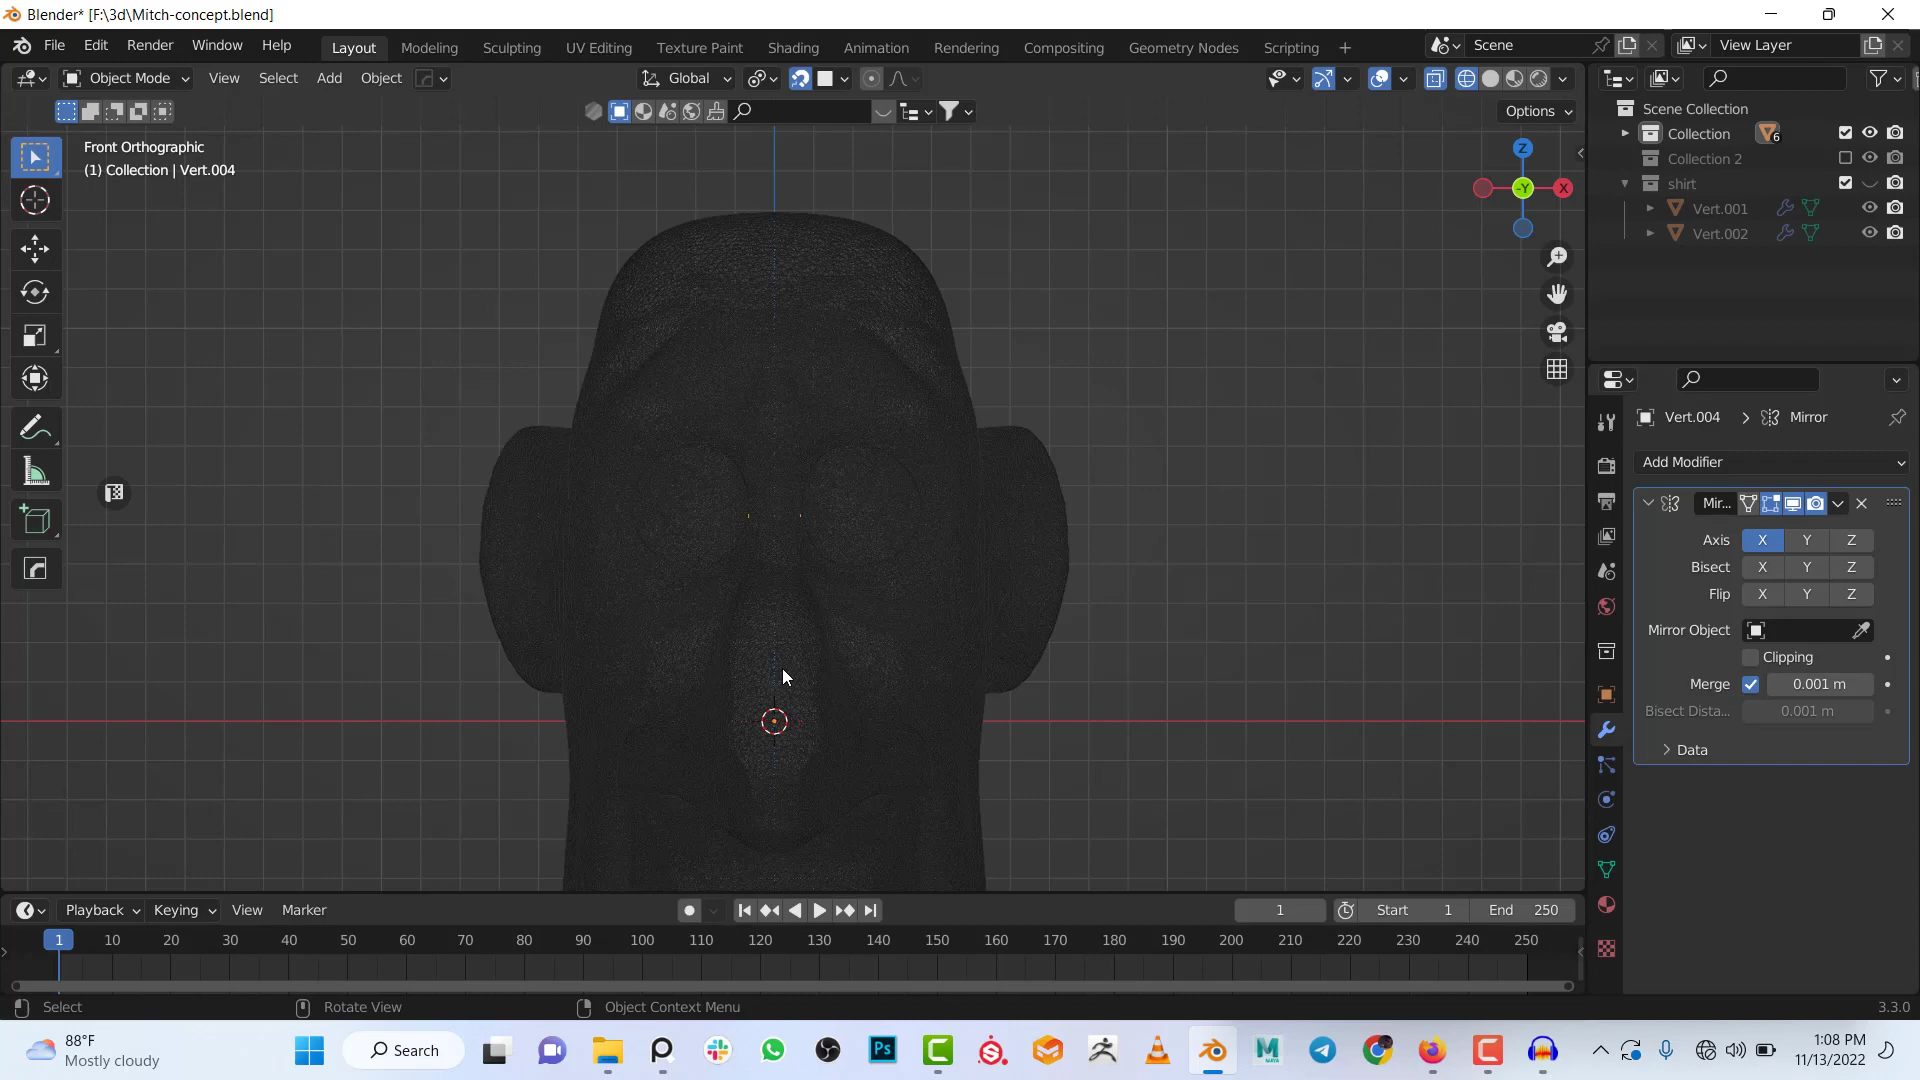 Blender* [F:\3d\Mitch-concept.blend]
File Edit Render Window Help Layout Modeling Sculpting UV Editing Texture Paint Shading Animation Rendering Compositing Geometry Nodes Scripting + Scene View Layer
Object Mode View Select Add Object Global
Options
Front Orthographic
(1) Collection | Vert.004
Z
-Y
X
Scene Collection
Collection 6
Collection 2
shirt
Vert.001
Vert.002
Vert.004 > Mirror
Add Modifier
Mir...
Axis X Y Z
Bisect X Y Z
Flip X Y Z
Mirror Object
Clipping
Merge 0.001 m
Bisect Dista... 0.001 m
Data
Playback Keying View Marker 1 Start 1 End 250
1 10 20 30 40 50 60 70 80 90 100 110 120 130 140 150 160 170 180 190 200 210 220 230 240 250
Select Rotate View Object Context Menu 3.3.0
88°F
Mostly cloudy
Search
Ps
1:08 PM
11/13/2022